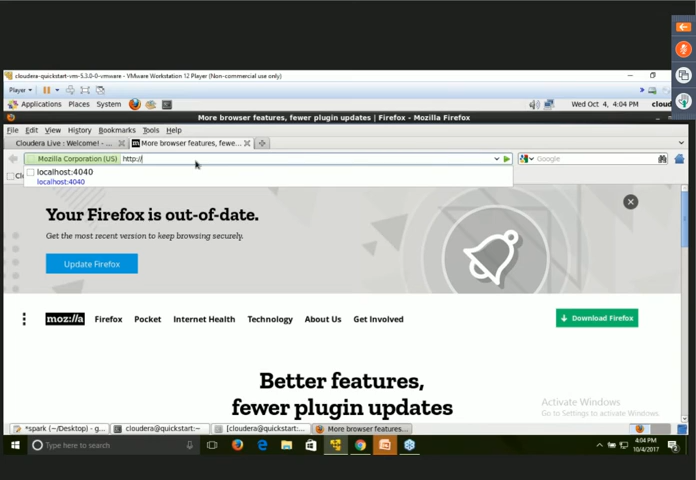 cloudera-quickstart-vm-5.3.0-0-vmware - VMware Workstation 12 Player (Non-commercial use only)
Player
Applications Places System Wed Oct 4, 4:04 PM cloud
More browser features, fewer plugin updates | Firefox - Mozilla Firefox
File Edit View History Bookmarks Tools Help
Cloudera Live : Welcome! - ... More browser features, fewe...
Mozilla Corporation (US) http:// Google
localhost:4040
localhost:4040
Your Firefox is out-of-date.
Get the most recent version to keep browsing securely.
Update Firefox
moz://a Firefox Pocket Internet Health Technology About Us Get Involved Download Firefox
Better features,
fewer plugin updates
Activate Windows
Go to Settings to activate Windows.
*spark (~/Desktop) - g... cloudera@quickstart:~ [cloudera@quickstart:... More browser features...
Type here to search 4:04 PM
10/4/2017